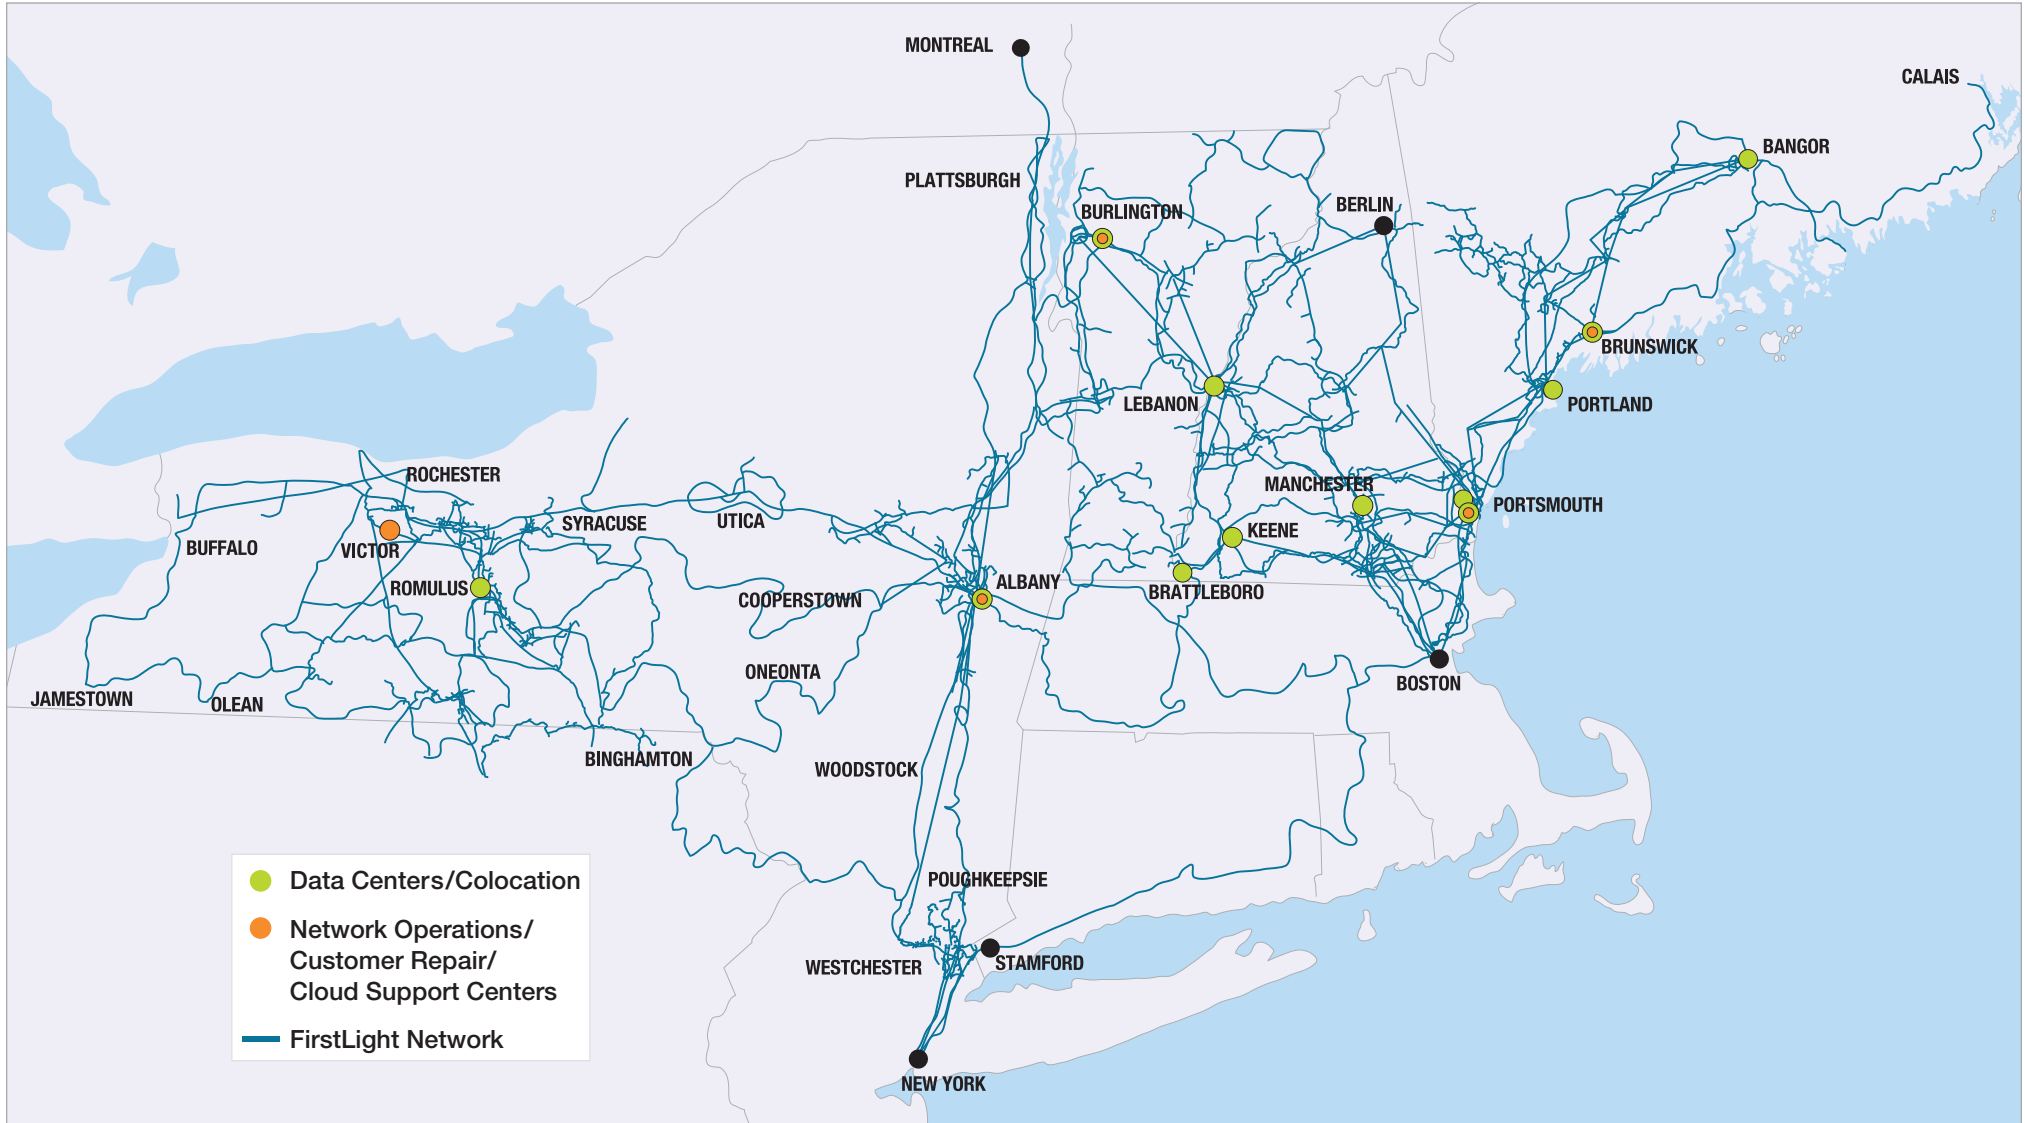 MONTREAL
CALAIS
BANGOR
PLATTSBURGH
BURLINGTON
BERLIN
BRUNSWICK
LEBANON
PORTLAND
ROCHESTER
MANCHESTER
PORTSMOUTH
UTICA
SYRACUSE
KEENE
BUFFALO
VICTOR
ALBANY
ROMULUS
BRATTLEBORO
COOPERSTOWN
ONEONTA
BOSTON
JAMESTOWN
OLEAN
BINGHAMTON
WOODSTOCK
POUGHKEEPSIE
WESTCHESTER
STAMFORD
NEW YORK
Data Centers/Colocation
Network Operations/
Customer Repair/
Cloud Support Centers
FirstLight Network